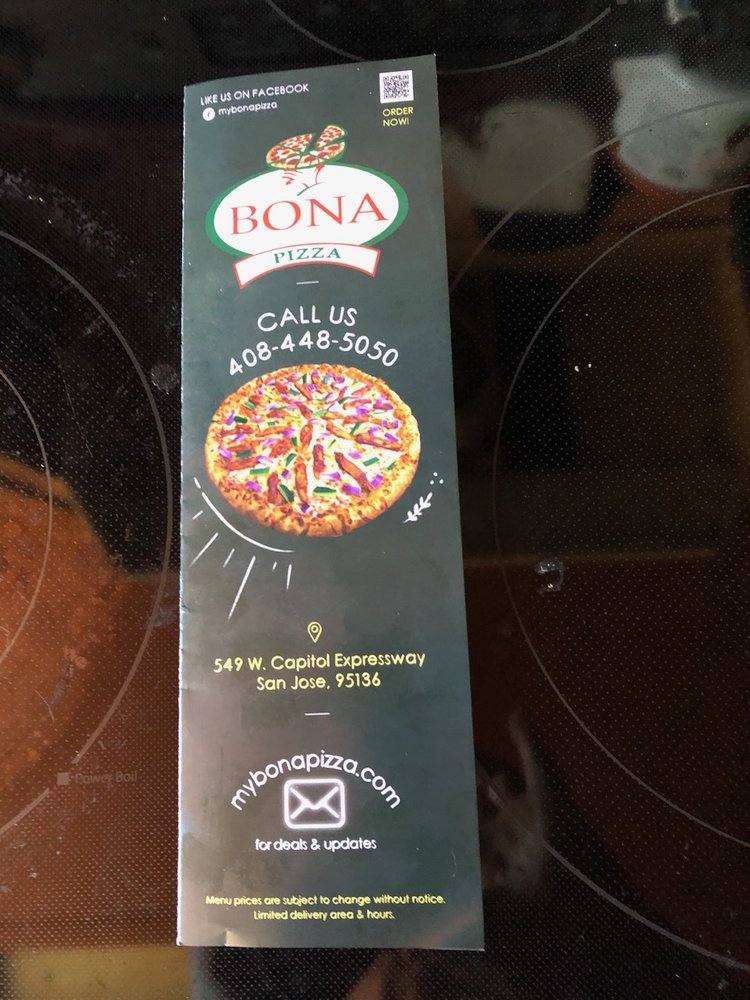 LIKE US ON FACEBOOK
f mybonapizza
ORDER
NOW!
BONA
PIZZA
CALL US
408-448-5050
549 W. Capitol Expressway
San Jose, 95136
mybonapizza.com
for deals & updates
Menu prices are subject to change without notice.
Limited delivery area & hours.
Power Boil